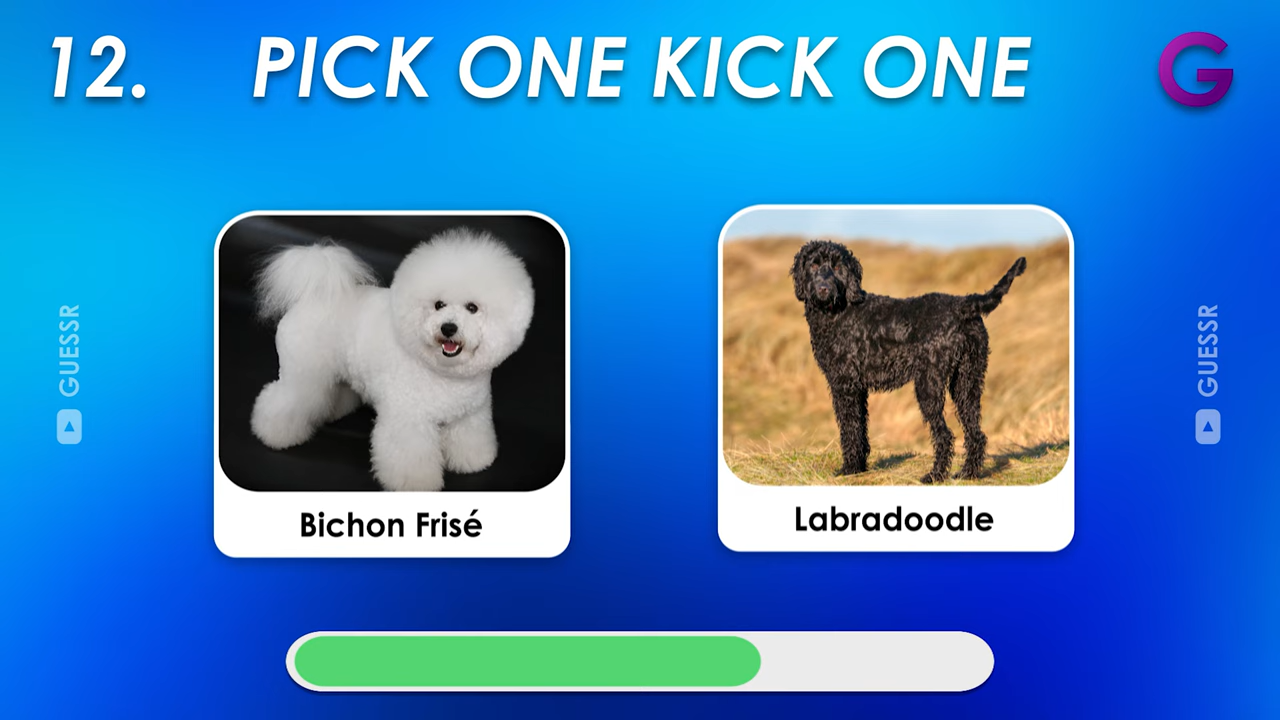 12. PICK ONE KICK ONE G
GUESSR
GUESSR
Bichon Frisé
Labradoodle